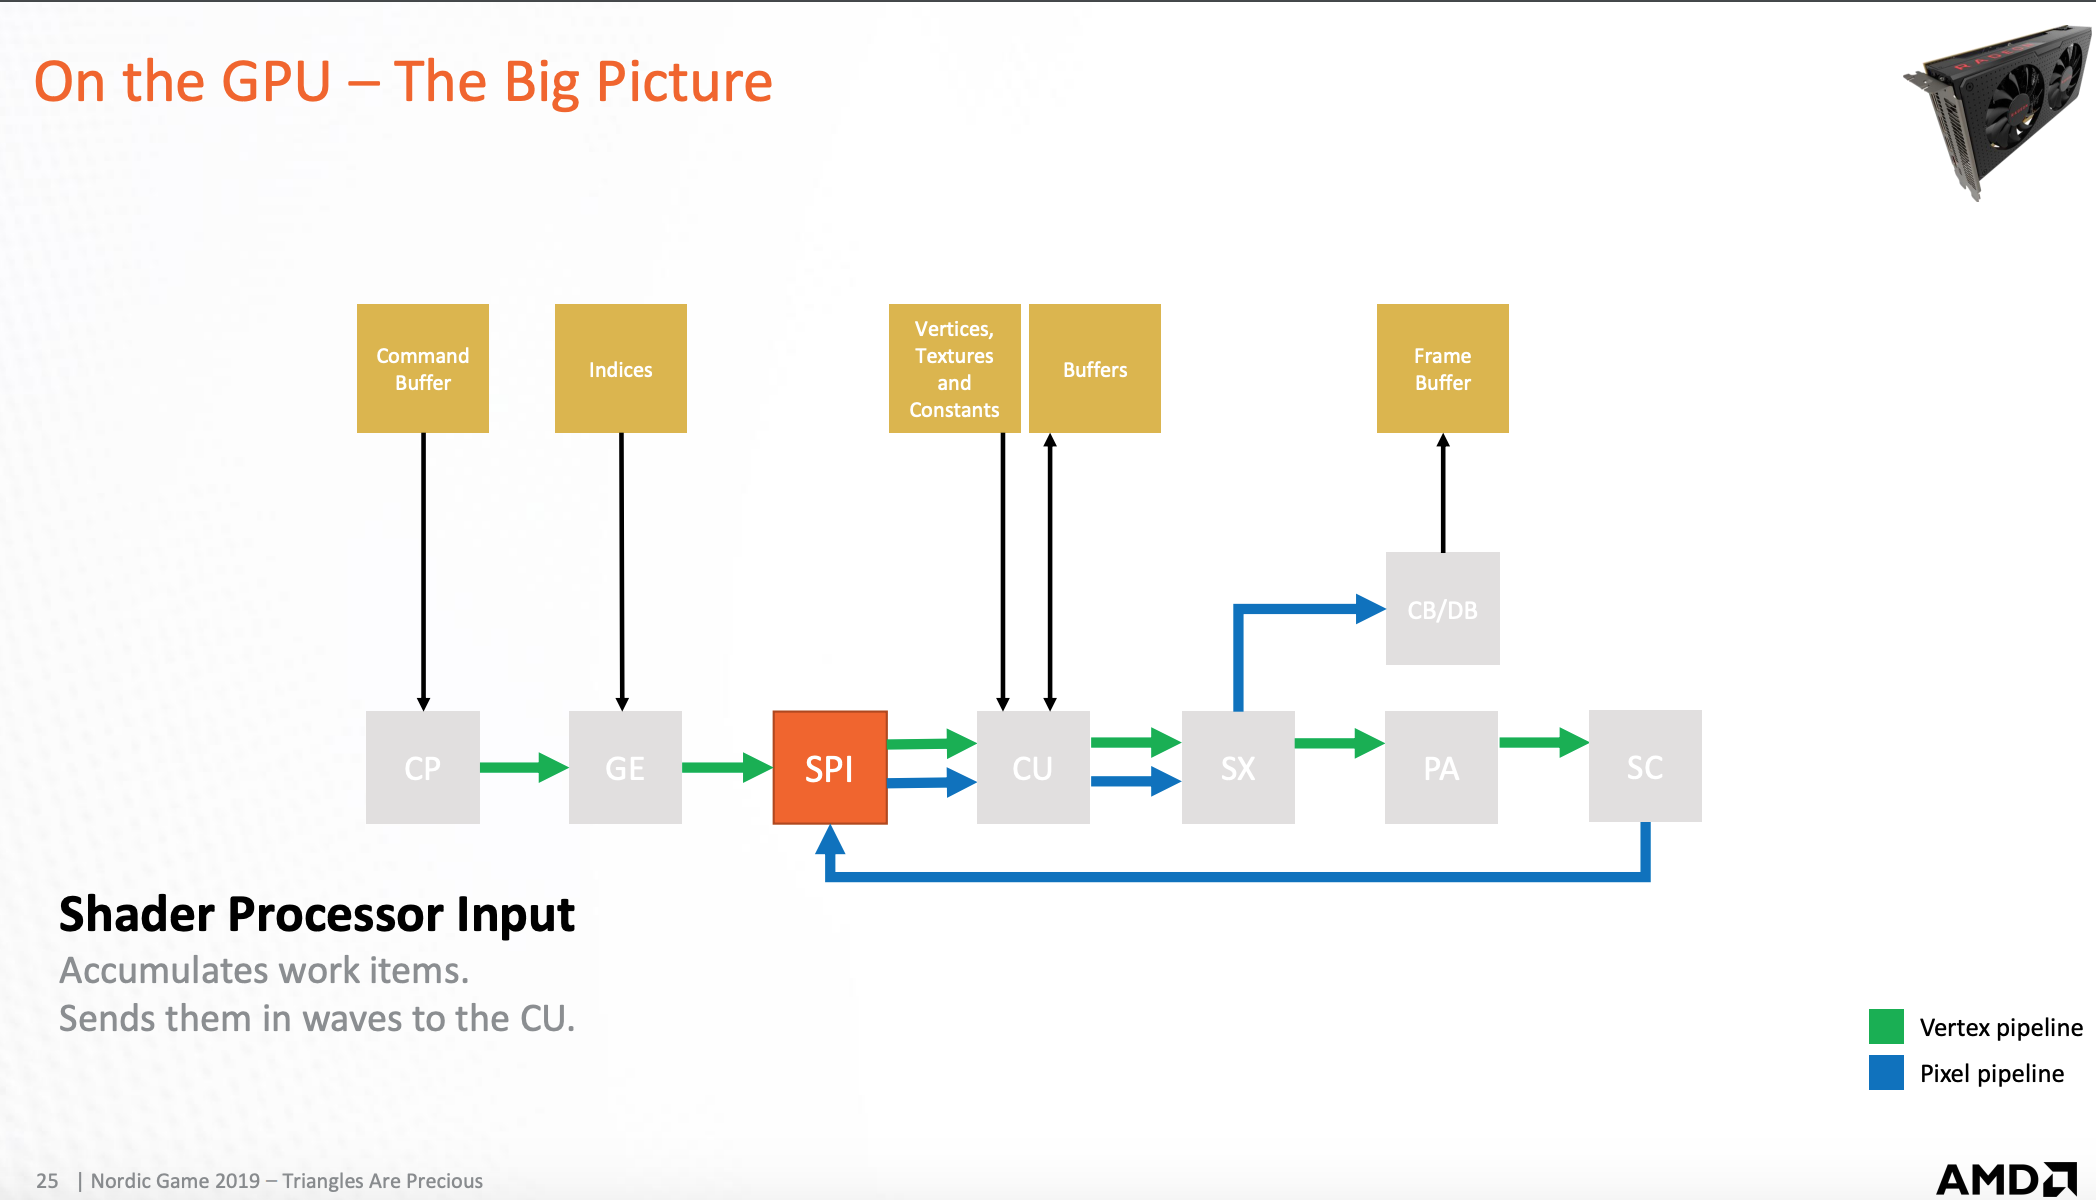 On the GPU – The Big Picture
RADEON
Command
Buffer
Indices
Vertices,
Textures
and
Constants
Buffers
Frame
Buffer
CB/DB
CP
GE
SPI
CU
SX
PA
SC
Shader Processor Input
Accumulates work items.
Sends them in waves to the CU.
Vertex pipeline
Pixel pipeline
25 | Nordic Game 2019 – Triangles Are Precious
AMD